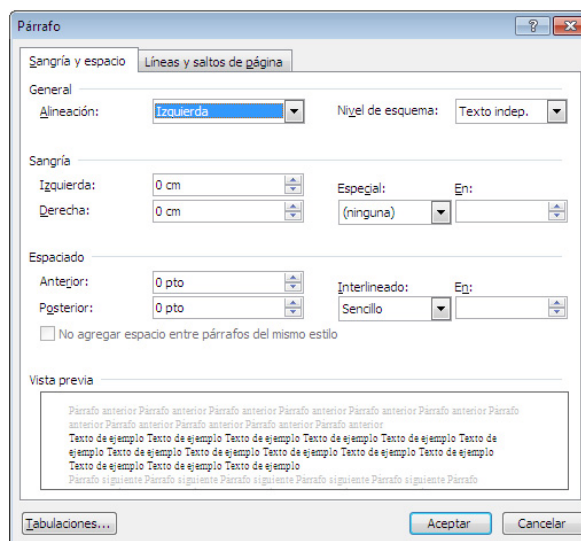 Párrafo
Sangría y espacio Líneas y saltos de página
General
Alineación: Izquierda Nivel de esquema: Texto indep.
Sangría
Izquierda: 0 cm Especial: En:
Derecha: 0 cm (ninguna)
Espaciado
Anterior: 0 pto Interlineado: En:
Posterior: 0 pto Sencillo
No agregar espacio entre párrafos del mismo estilo
Vista previa
Párrafo anterior Párrafo anterior Párrafo anterior Párrafo anterior Párrafo anterior Párrafo anterior Párrafo
anterior Párrafo anterior Párrafo anterior Párrafo anterior Párrafo anterior
Texto de ejemplo Texto de ejemplo Texto de ejemplo Texto de ejemplo Texto de ejemplo Texto de
ejemplo Texto de ejemplo Texto de ejemplo Texto de ejemplo Texto de ejemplo Texto de ejemplo
Texto de ejemplo Texto de ejemplo Texto de ejemplo
Párrafo siguiente Párrafo siguiente Párrafo siguiente Párrafo siguiente Párrafo siguiente Párrafo
Tabulaciones... Aceptar Cancelar